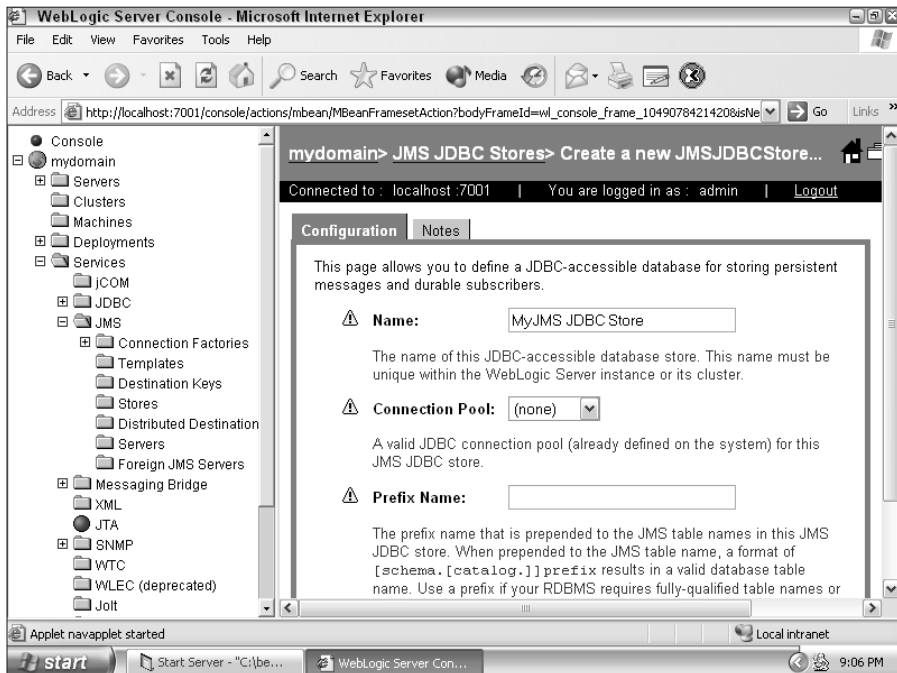 WebLogic Server Console - Microsoft Internet Explorer
File Edit View Favorites Tools Help
Back Search Favorites Media
Address http://localhost:7001/console/actions/mbean/MBeanFramesetAction?bodyFrameId=wl_console_frame_1049078421420&isNe Go Links »
Console
mydomain
Servers
Clusters
Machines
Deployments
Services
jCOM
JDBC
JMS
Connection Factories
Templates
Destination Keys
Stores
Distributed Destination
Servers
Foreign JMS Servers
Messaging Bridge
XML
JTA
SNMP
WTC
WLEC (deprecated)
Jolt
mydomain> JMS JDBC Stores> Create a new JMSJDBCStore...
Connected to : localhost :7001 | You are logged in as : admin | Logout
Configuration Notes
This page allows you to define a JDBC-accessible database for storing persistent
messages and durable subscribers.
Name: MyJMS JDBC Store
The name of this JDBC-accessible database store. This name must be
unique within the WebLogic Server instance or its cluster.
Connection Pool: (none)
A valid JDBC connection pool (already defined on the system) for this
JMS JDBC store.
Prefix Name:
The prefix name that is prepended to the JMS table names in this JMS
JDBC store. When prepended to the JMS table name, a format of
[schema.[catalog.]]prefix results in a valid database table
name. Use a prefix if your RDBMS requires fully-qualified table names or
Applet navapplet started Local intranet
start Start Server - "C:\be... WebLogic Server Con... 9:06 PM